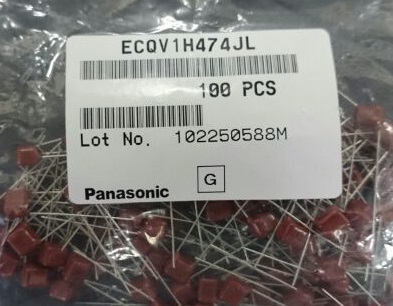 ECQV1H474JL
100 PCS
Lot No. 102250588M
G
Panasonic